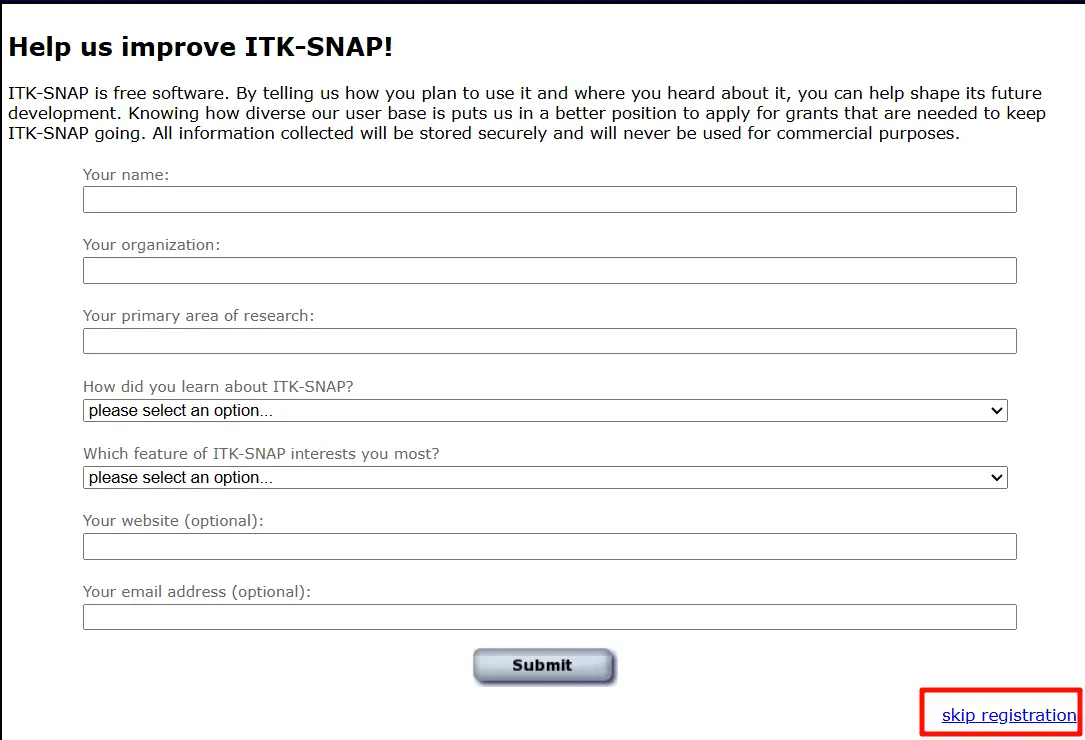 Help us improve ITK-SNAP!
ITK-SNAP is free software. By telling us how you plan to use it and where you heard about it, you can help shape its future
development. Knowing how diverse our user base is puts us in a better position to apply for grants that are needed to keep
ITK-SNAP going. All information collected will be stored securely and will never be used for commercial purposes.
Your name:
Your organization:
Your primary area of research:
How did you learn about ITK-SNAP?
please select an option...
Which feature of ITK-SNAP interests you most?
please select an option...
Your website (optional):
Your email address (optional):
Submit
skip registration